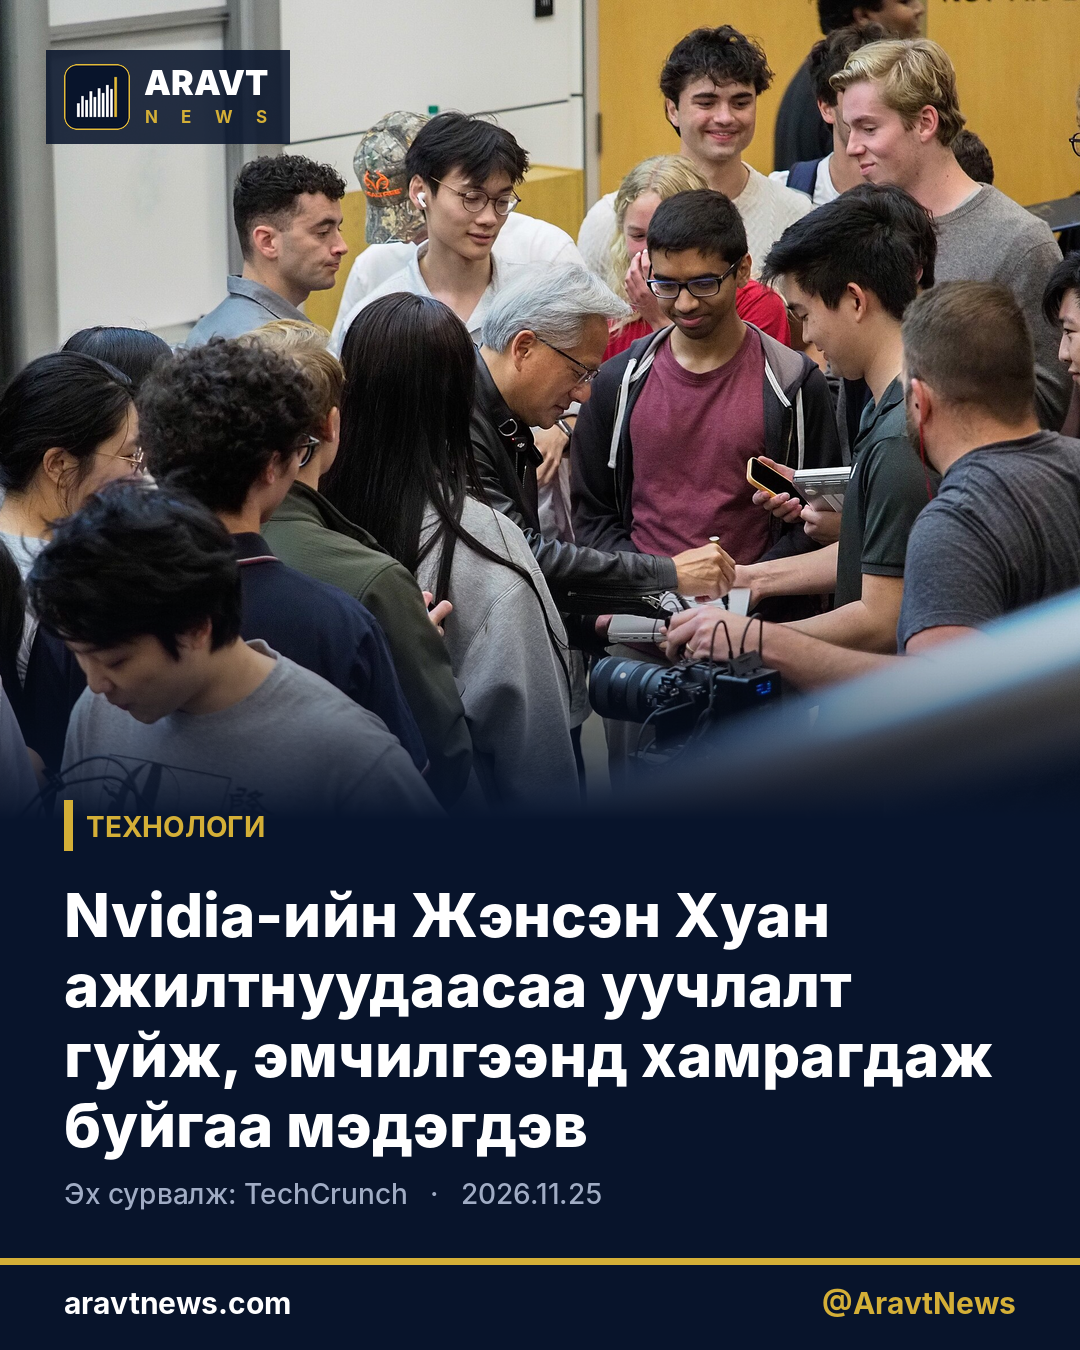 ARAVT
NEWS
ТЕХНОЛОГИ
Nvidia-ийн Жэнсэн Хуан
ажилтнуудаасаа уучлалт
гуйж, эмчилгээнд хамрагдаж
буйгаа мэдэгдэв
Эх сурвалж: TechCrunch · 2026.11.25
aravtnews.com
@AravtNews